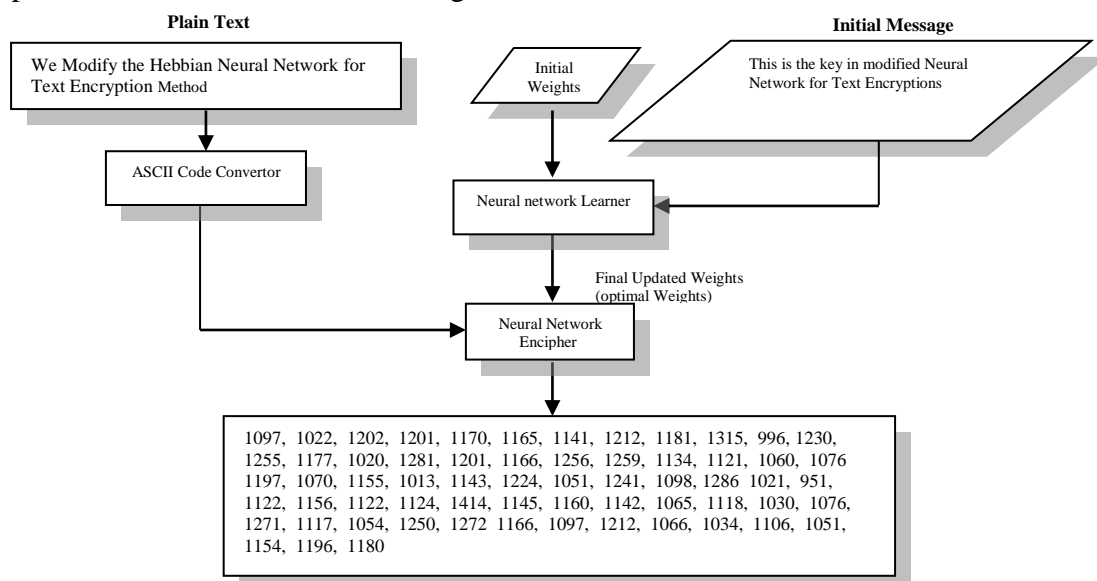 Plain Text
We Modify the Hebbian Neural Network for
Text Encryption Method
ASCII Code Convertor
Initial
Weights
Initial Message
This is the key in modified Neural
Network for Text Encryptions
Neural network Learner
Final Updated Weights
(optimal Weights)
Neural Network
Encipher
1097, 1022, 1202, 1201, 1170, 1165, 1141, 1212, 1181, 1315, 996, 1230,
1255, 1177, 1020, 1281, 1201, 1166, 1256, 1259, 1134, 1121, 1060, 1076
1197, 1070, 1155, 1013, 1143, 1224, 1051, 1241, 1098, 1286 1021, 951,
1122, 1156, 1122, 1124, 1414, 1145, 1160, 1142, 1065, 1118, 1030, 1076,
1271, 1117, 1054, 1250, 1272 1166, 1097, 1212, 1066, 1034, 1106, 1051,
1154, 1196, 1180